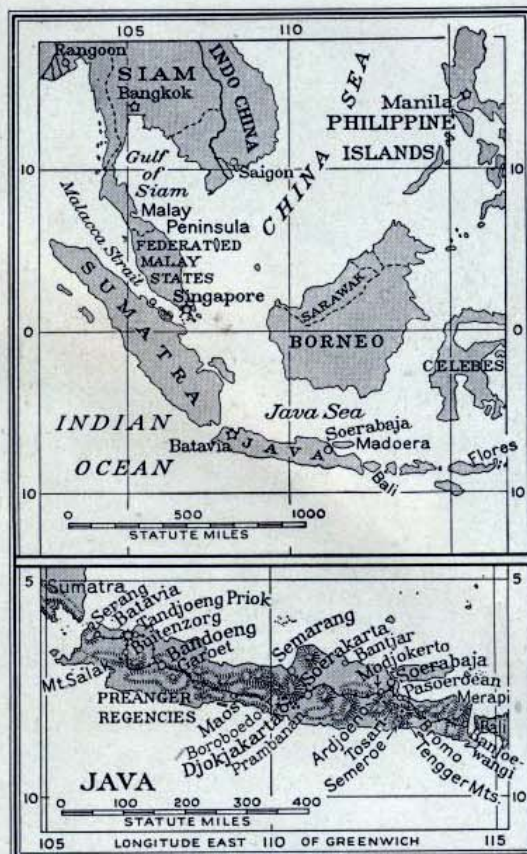 105
110
Rangoon
SIAM
Bangkok
INDO CHINA
CHINA SEA
Manila
PHILIPPINE
ISLANDS
10
10
Gulf
of
Siam
Saigon
Malay
Peninsula
Malacca Strait
FEDERATED
MALAY
STATES
Singapore
SUMATRA
SARAWAK
BORNEO
0
0
CELEBES
INDIAN
OCEAN
Java Sea
Soerabaja
Madoera
Batavia
JAVA
Bali
Flores
10
10
0 500 1000
STATUTE MILES
5
5
Sumatra
Serang
Batavia
Tandjoeng Priok
Buitenzorg
Bandoeng
Garoet
Mt. Salak
PREANGER
REGENCIES
Maos
Boroboedo
Djokjakarta
Prambanan
Semarang
Soerakarta
Bantjar
Modjokerto
Soerabaja
Pasoeroean
Merapi
Bali
Banjoe-
wangi
Ardjoeno
Tosari
Semeroe
Bromo
Tengger Mts.
JAVA
10
10
0 100 200 300 400
STATUTE MILES
105 LONGITUDE EAST 110 OF GREENWICH 115